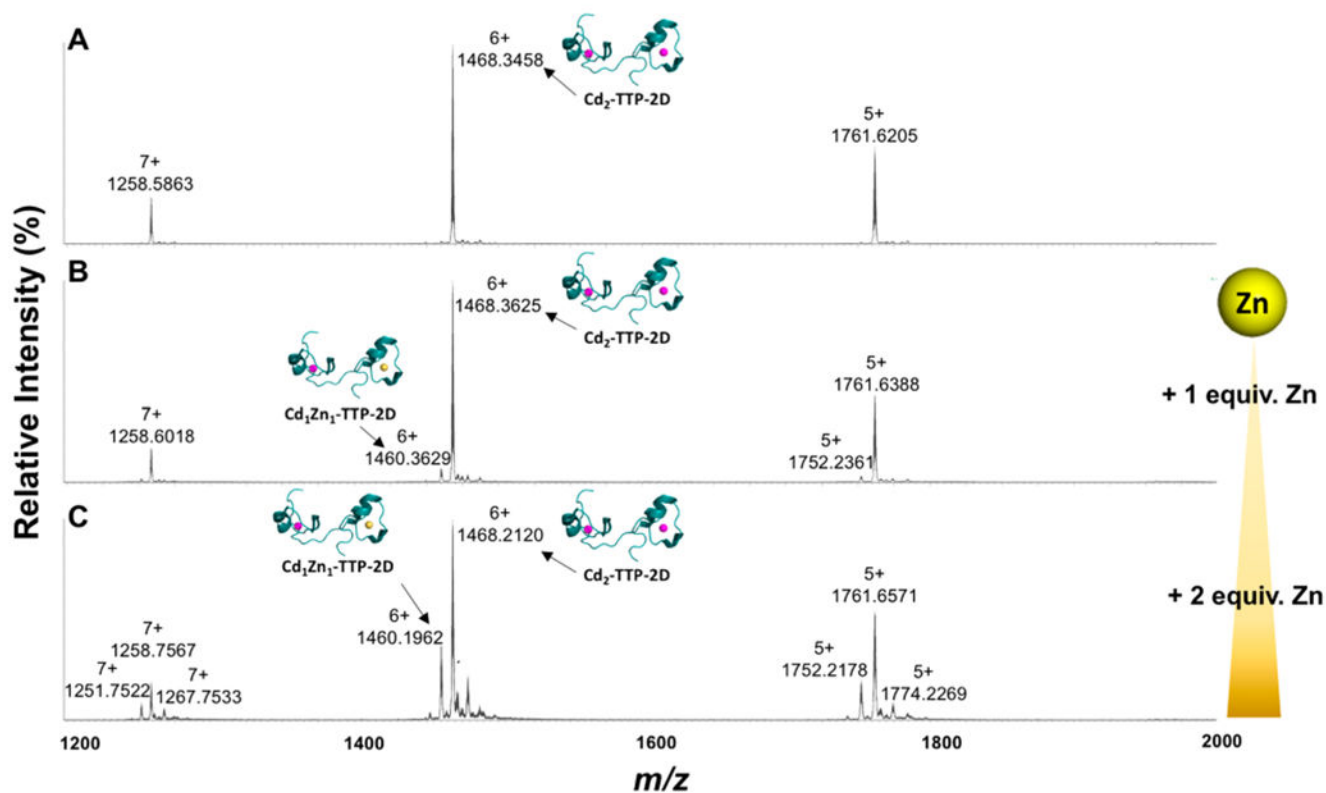 Relative Intensity (%)
A
6+
1468.3458
Cd₂-TTP-2D
5+
1761.6205
7+
1258.5863
B
6+
1468.3625
Cd₂-TTP-2D
Cd₁Zn₁-TTP-2D
6+
1460.3629
7+
1258.6018
5+
1761.6388
5+
1752.2361
Zn
+ 1 equiv. Zn
C
6+
1468.2120
Cd₂-TTP-2D
Cd₁Zn₁-TTP-2D
6+
1460.1962
7+
1258.7567
7+
1251.7522
7+
1267.7533
5+
1761.6571
5+
1752.2178
5+
1774.2269
+ 2 equiv. Zn
1200 1400 1600 1800 2000
m/z